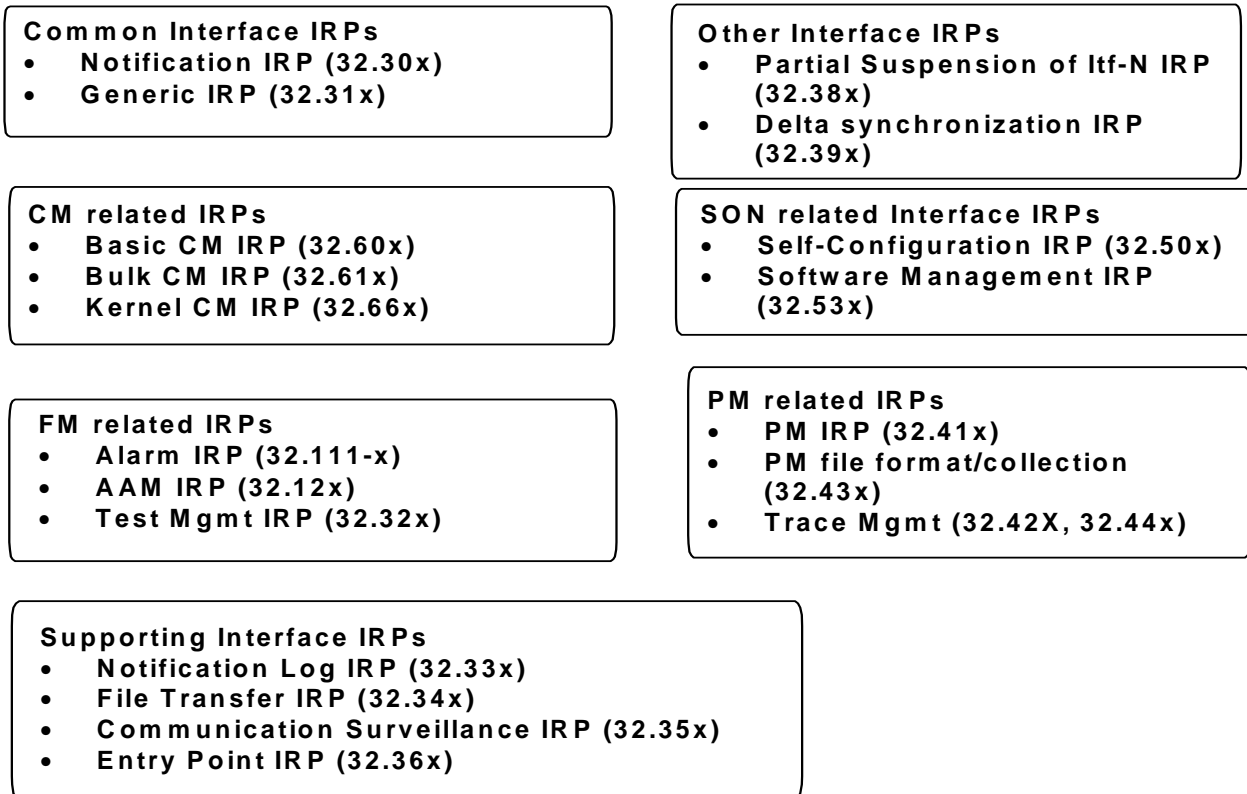 Common Interface IRPs
• Notification IRP (32.30x)
• Generic IRP (32.31x)
Other Interface IRPs
• Partial Suspension of Itf-N IRP
(32.38x)
• Delta synchronization IRP
(32.39x)
CM related IRPs
• Basic CM IRP (32.60x)
• Bulk CM IRP (32.61x)
• Kernel CM IRP (32.66x)
SON related Interface IRPs
• Self-Configuration IRP (32.50x)
• Software Management IRP
(32.53x)
FM related IRPs
• Alarm IRP (32.111-x)
• AAM IRP (32.12x)
• Test Mgmt IRP (32.32x)
PM related IRPs
• PM IRP (32.41x)
• PM file format/collection
(32.43x)
• Trace Mgmt (32.42X, 32.44x)
Supporting Interface IRPs
• Notification Log IRP (32.33x)
• File Transfer IRP (32.34x)
• Communication Surveillance IRP (32.35x)
• Entry Point IRP (32.36x)